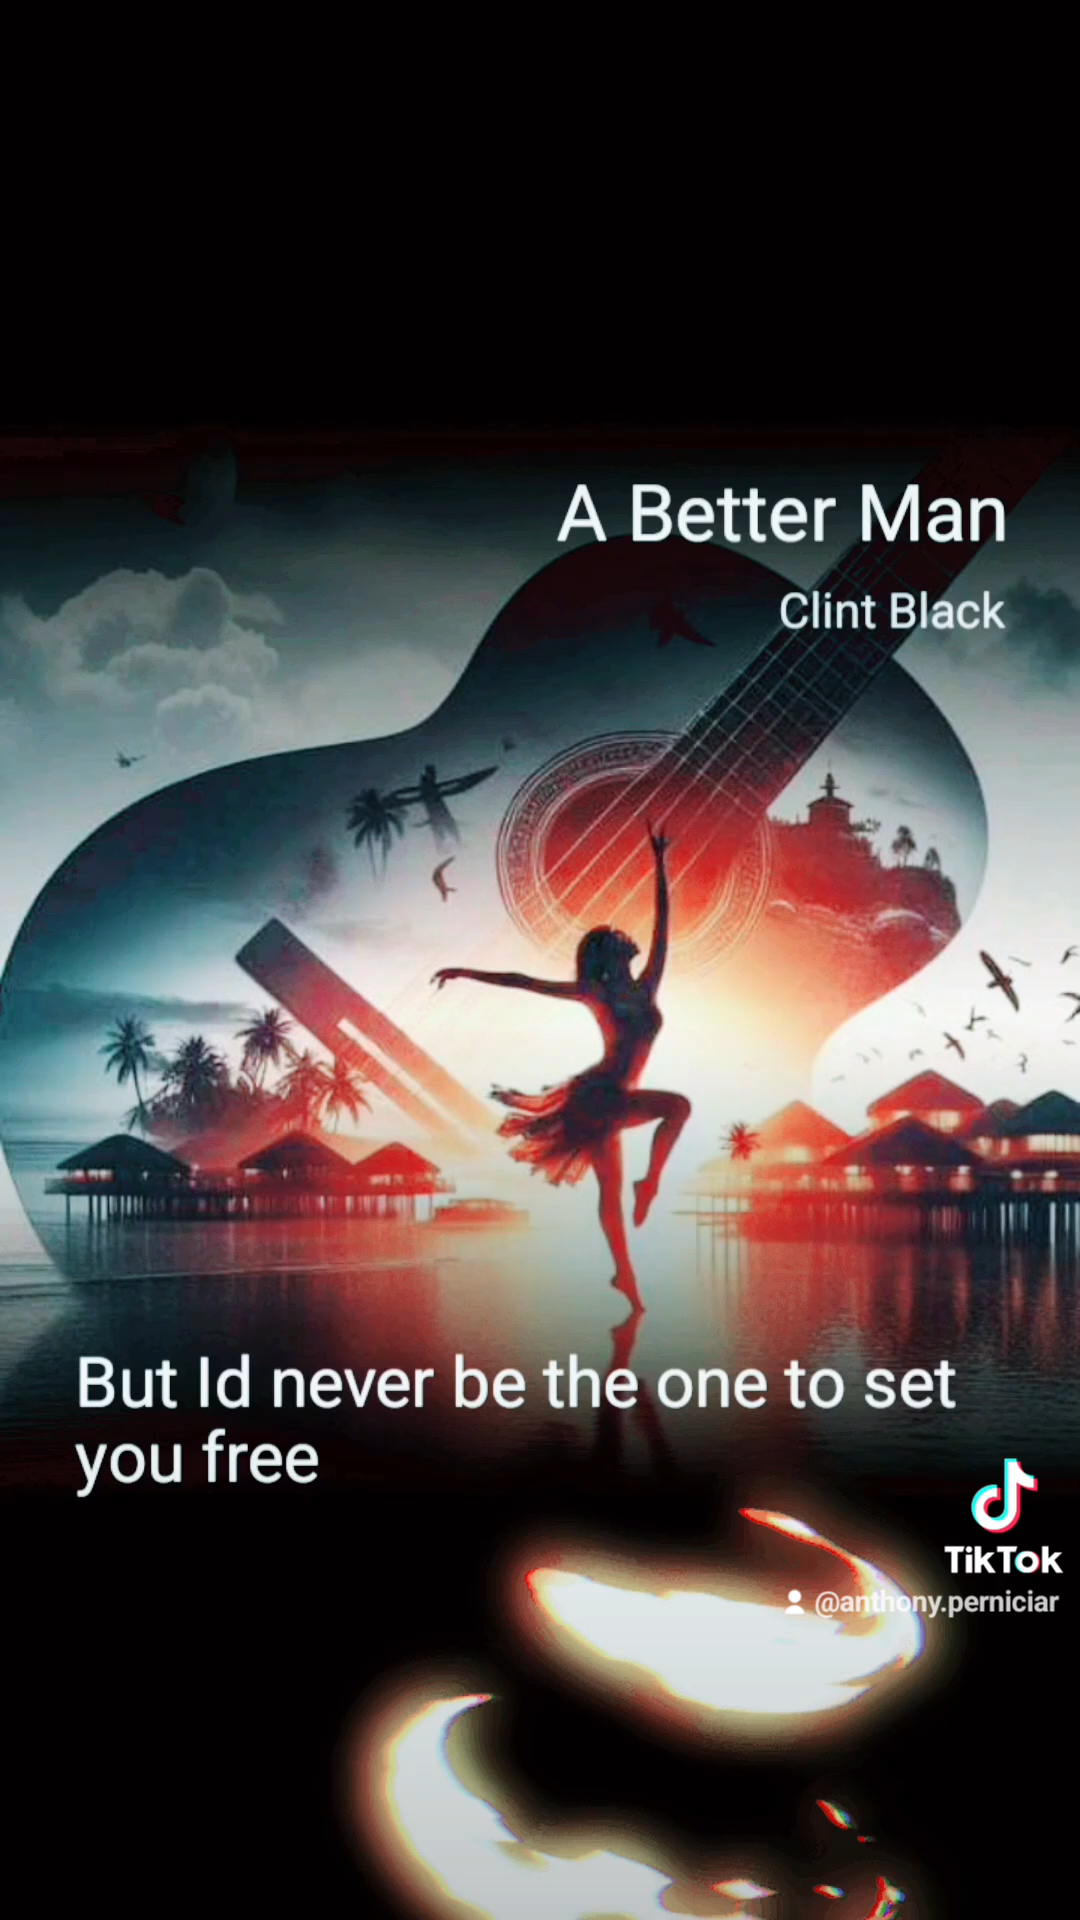 A Better Man
Clint Black
But Id never be the one to set
you free
TikTok
@anthony.perniciar